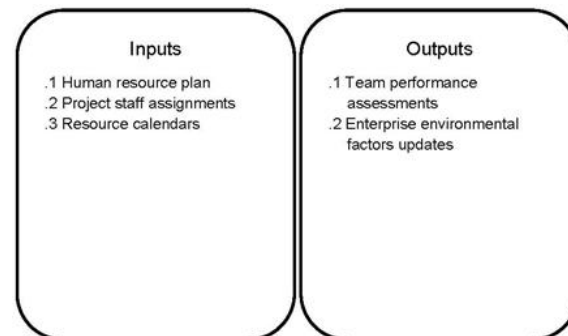 Inputs
.1 Human resource plan
.2 Project staff assignments
.3 Resource calendars
Outputs
.1 Team performance
assessments
.2 Enterprise environmental
factors updates